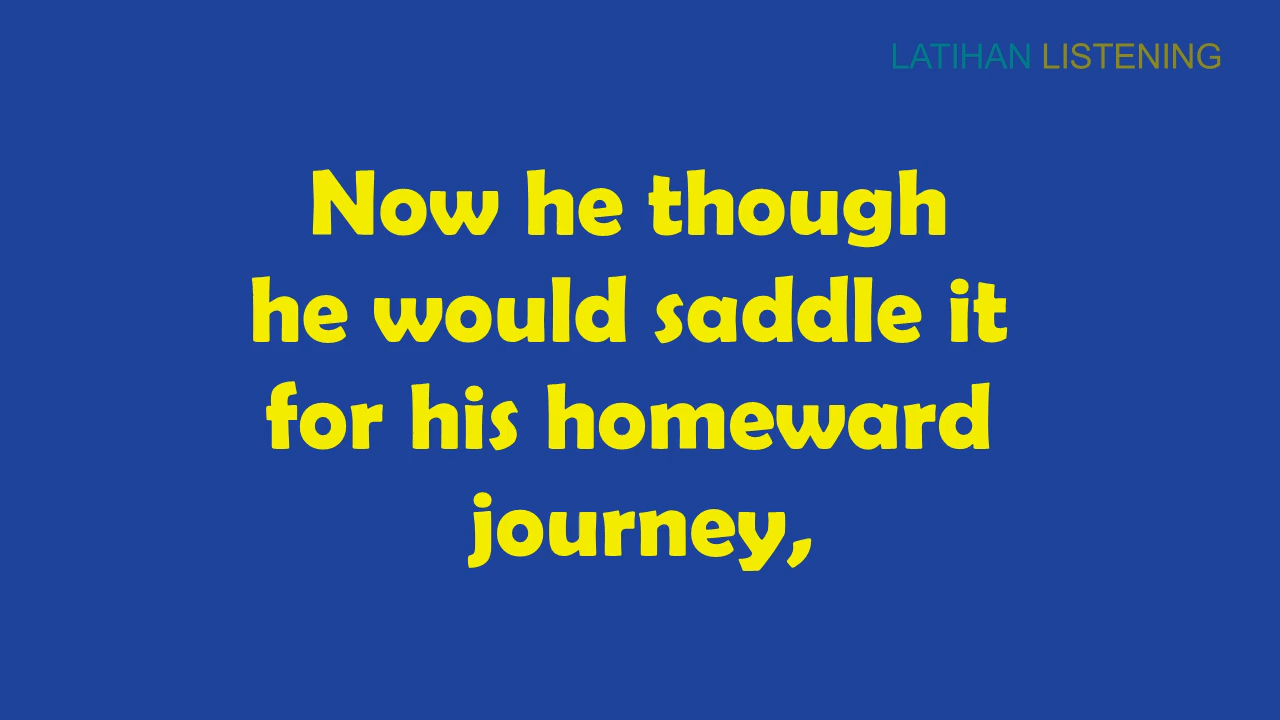 LATIHAN LISTENING
Now he though
he would saddle it
for his homeward
journey,